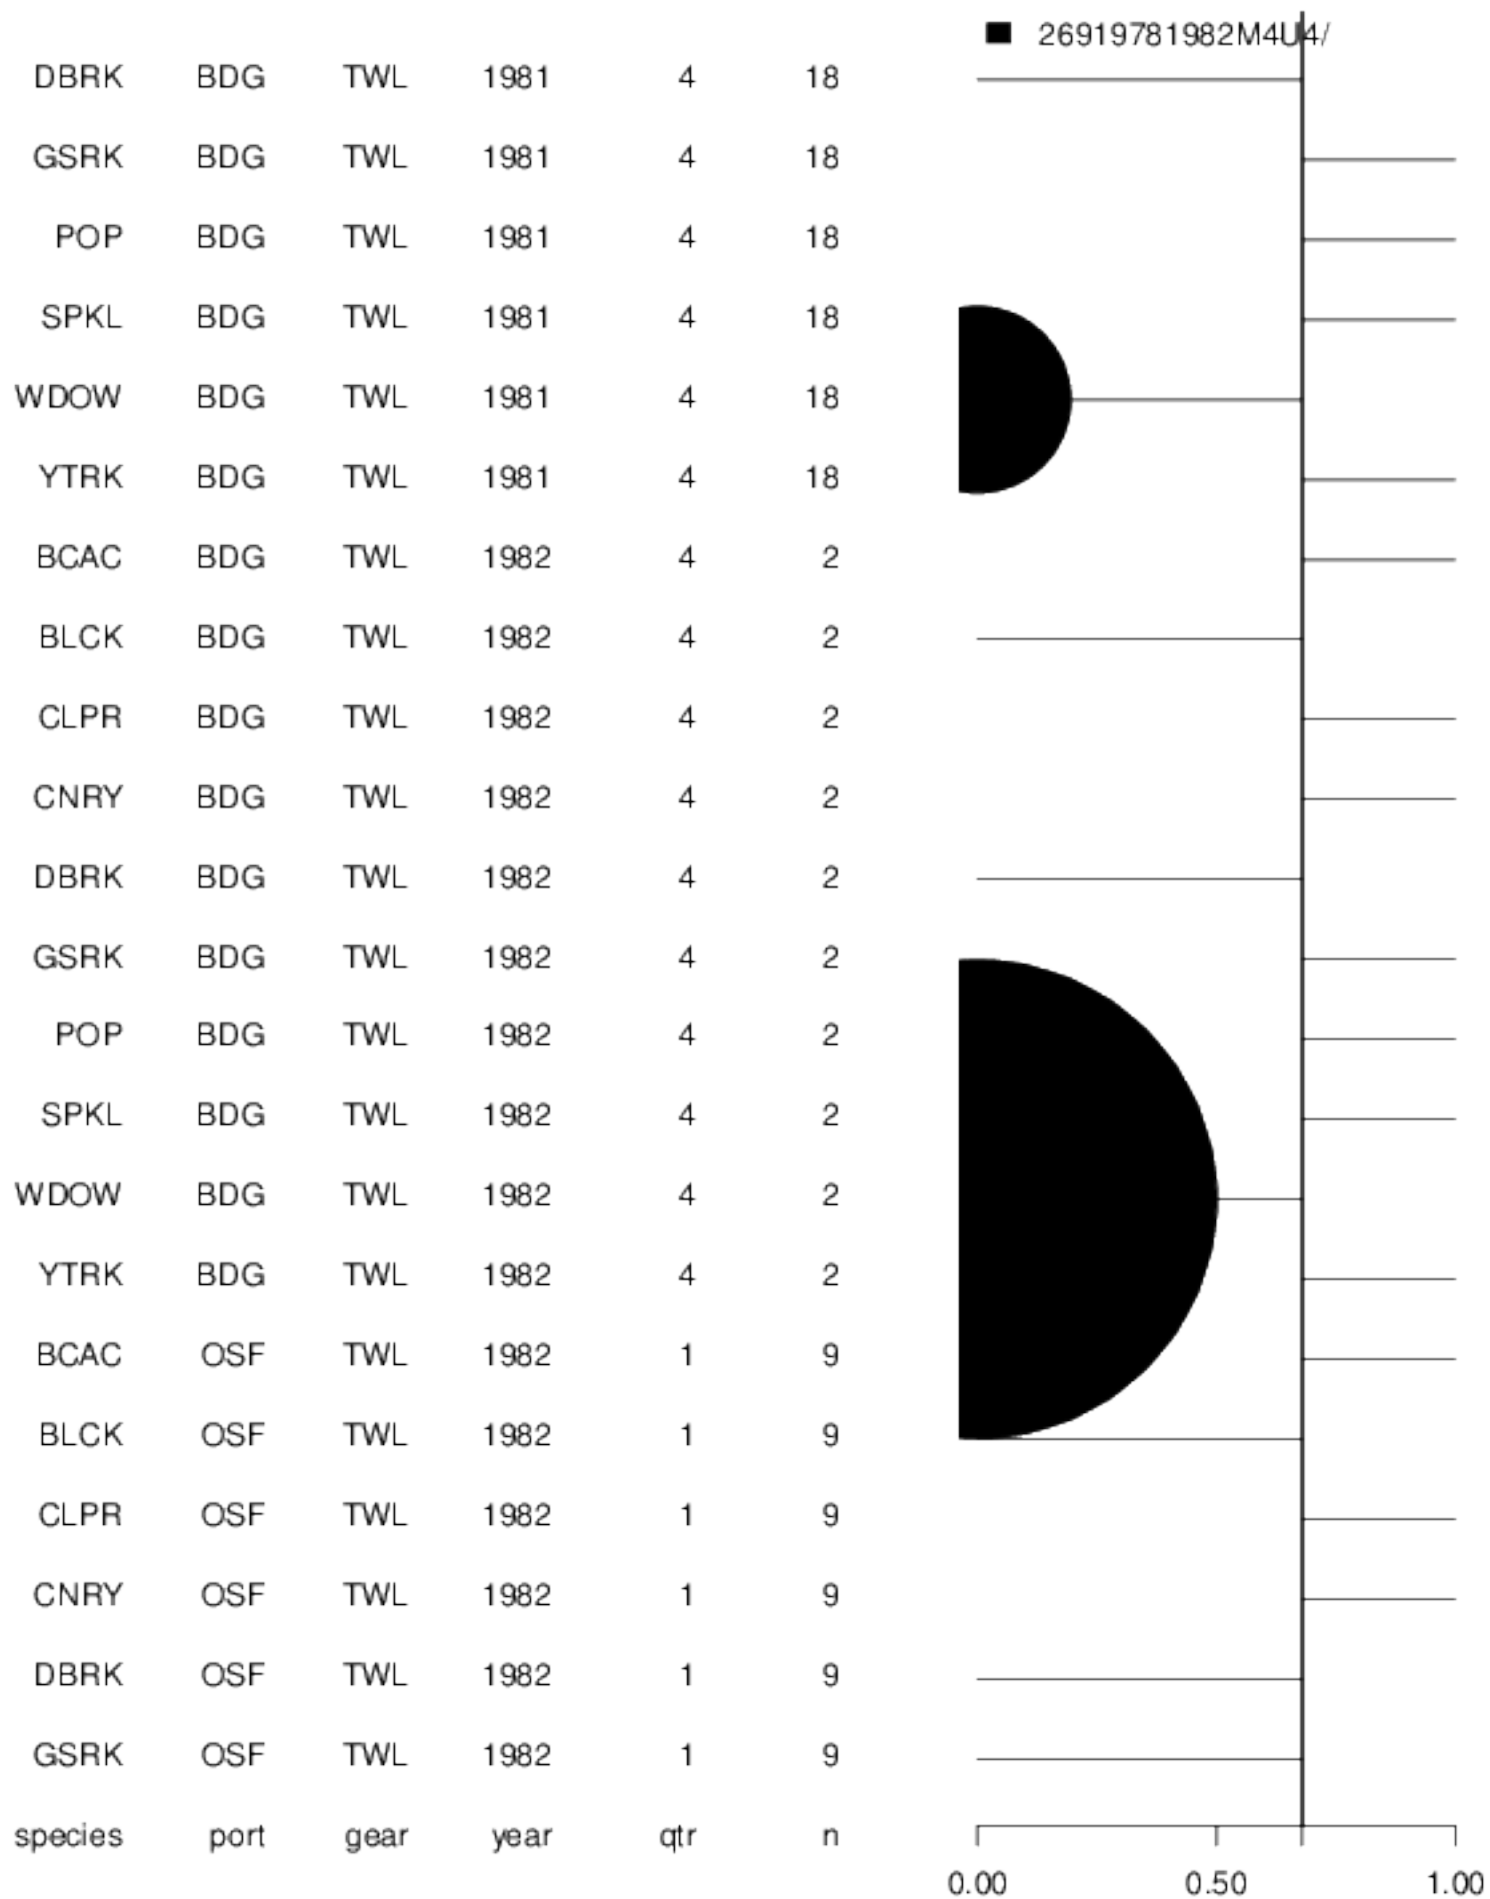 26919781982M4U4/
DBRK BDG TWL 1981 4 18
GSRK BDG TWL 1981 4 18
POP BDG TWL 1981 4 18
SPKL BDG TWL 1981 4 18
WDOW BDG TWL 1981 4 18
YTRK BDG TWL 1981 4 18
BCAC BDG TWL 1982 4 2
BLCK BDG TWL 1982 4 2
CLPR BDG TWL 1982 4 2
CNRY BDG TWL 1982 4 2
DBRK BDG TWL 1982 4 2
GSRK BDG TWL 1982 4 2
POP BDG TWL 1982 4 2
SPKL BDG TWL 1982 4 2
WDOW BDG TWL 1982 4 2
YTRK BDG TWL 1982 4 2
BCAC OSF TWL 1982 1 9
BLCK OSF TWL 1982 1 9
CLPR OSF TWL 1982 1 9
CNRY OSF TWL 1982 1 9
DBRK OSF TWL 1982 1 9
GSRK OSF TWL 1982 1 9
species port gear year qtr n
0.00 0.50 1.00